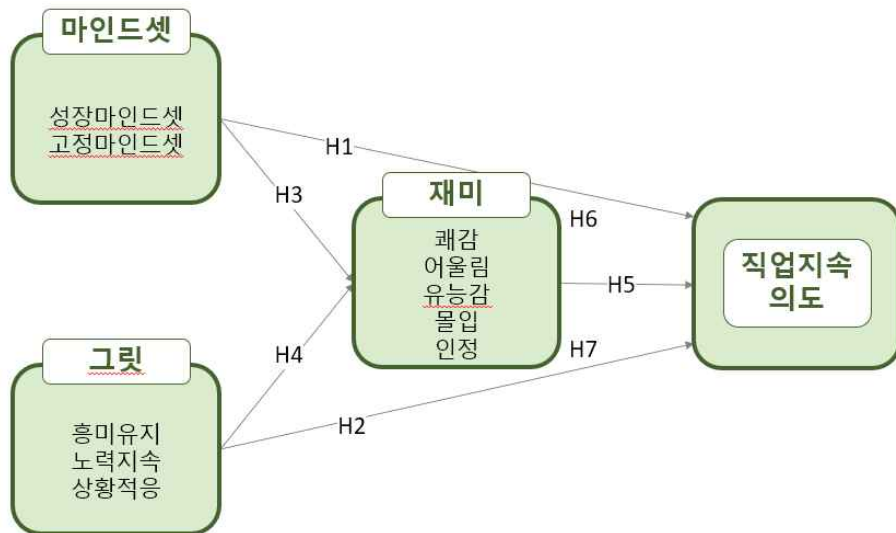 마인드셋
성장마인드셋
고정마인드셋
H1
H3
재미
쾌감
어울림
유능감
몰입
인정
H6
H5
H7
직업지속
의도
그릿
흥미유지
노력지속
상황적응
H4
H2